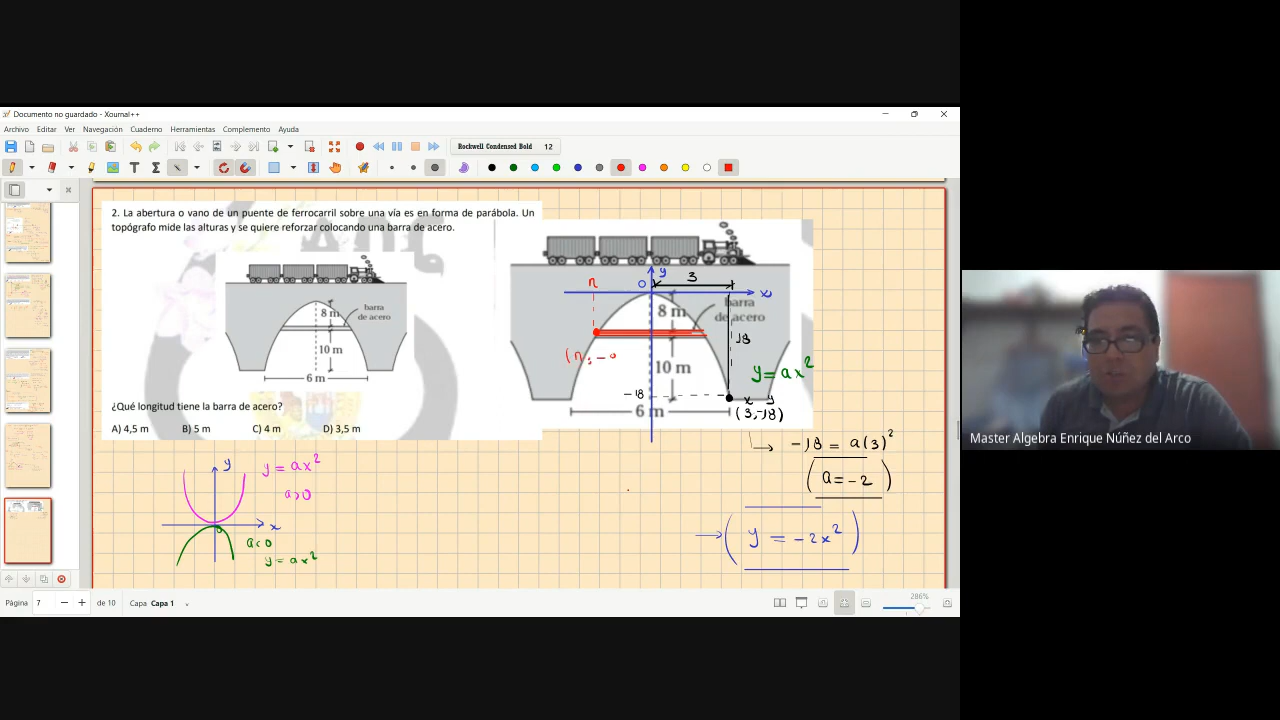 Documento no guardado - Xournal++
Archivo Editar Ver Navegación Cuaderno Herramientas Complemento Ayuda
Rockwell Condensed Bold 12
2. La abertura o vano de un puente de ferrocarril sobre una vía es en forma de parábola. Un
topógrafo mide las alturas y se quiere reforzar colocando una barra de acero.
8 m
barra
de acero
10 m
6 m
¿Qué longitud tiene la barra de acero?
A) 4,5 m B) 5 m C) 4 m D) 3,5 m
y
n 0 3 x
8 m
barra
de acero
18
(n; -
10 m
y = ax²
-18
x y
6 m
(3,-18)
-18 = a(3)²
(a = -2)
(y = -2x²)
y
y = ax²
a>0
x
a<0
y = ax²
Master Algebra Enrique Núñez del Arco
Página 7 de 10 Capa Capa 1
286%